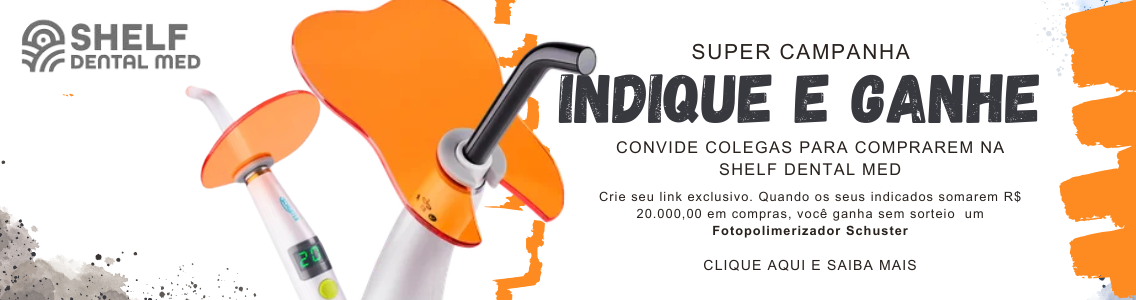 SHELF
DENTAL MED
SUPER CAMPANHA
INDIQUE E GANHE
CONVIDE COLEGAS PARA COMPRAREM NA
SHELF DENTAL MED
Crie seu link exclusivo. Quando os seus indicados somarem R$
20.000,00 em compras, você ganha sem sorteio um
Fotopolimerizador Schuster
CLIQUE AQUI E SAIBA MAIS
20